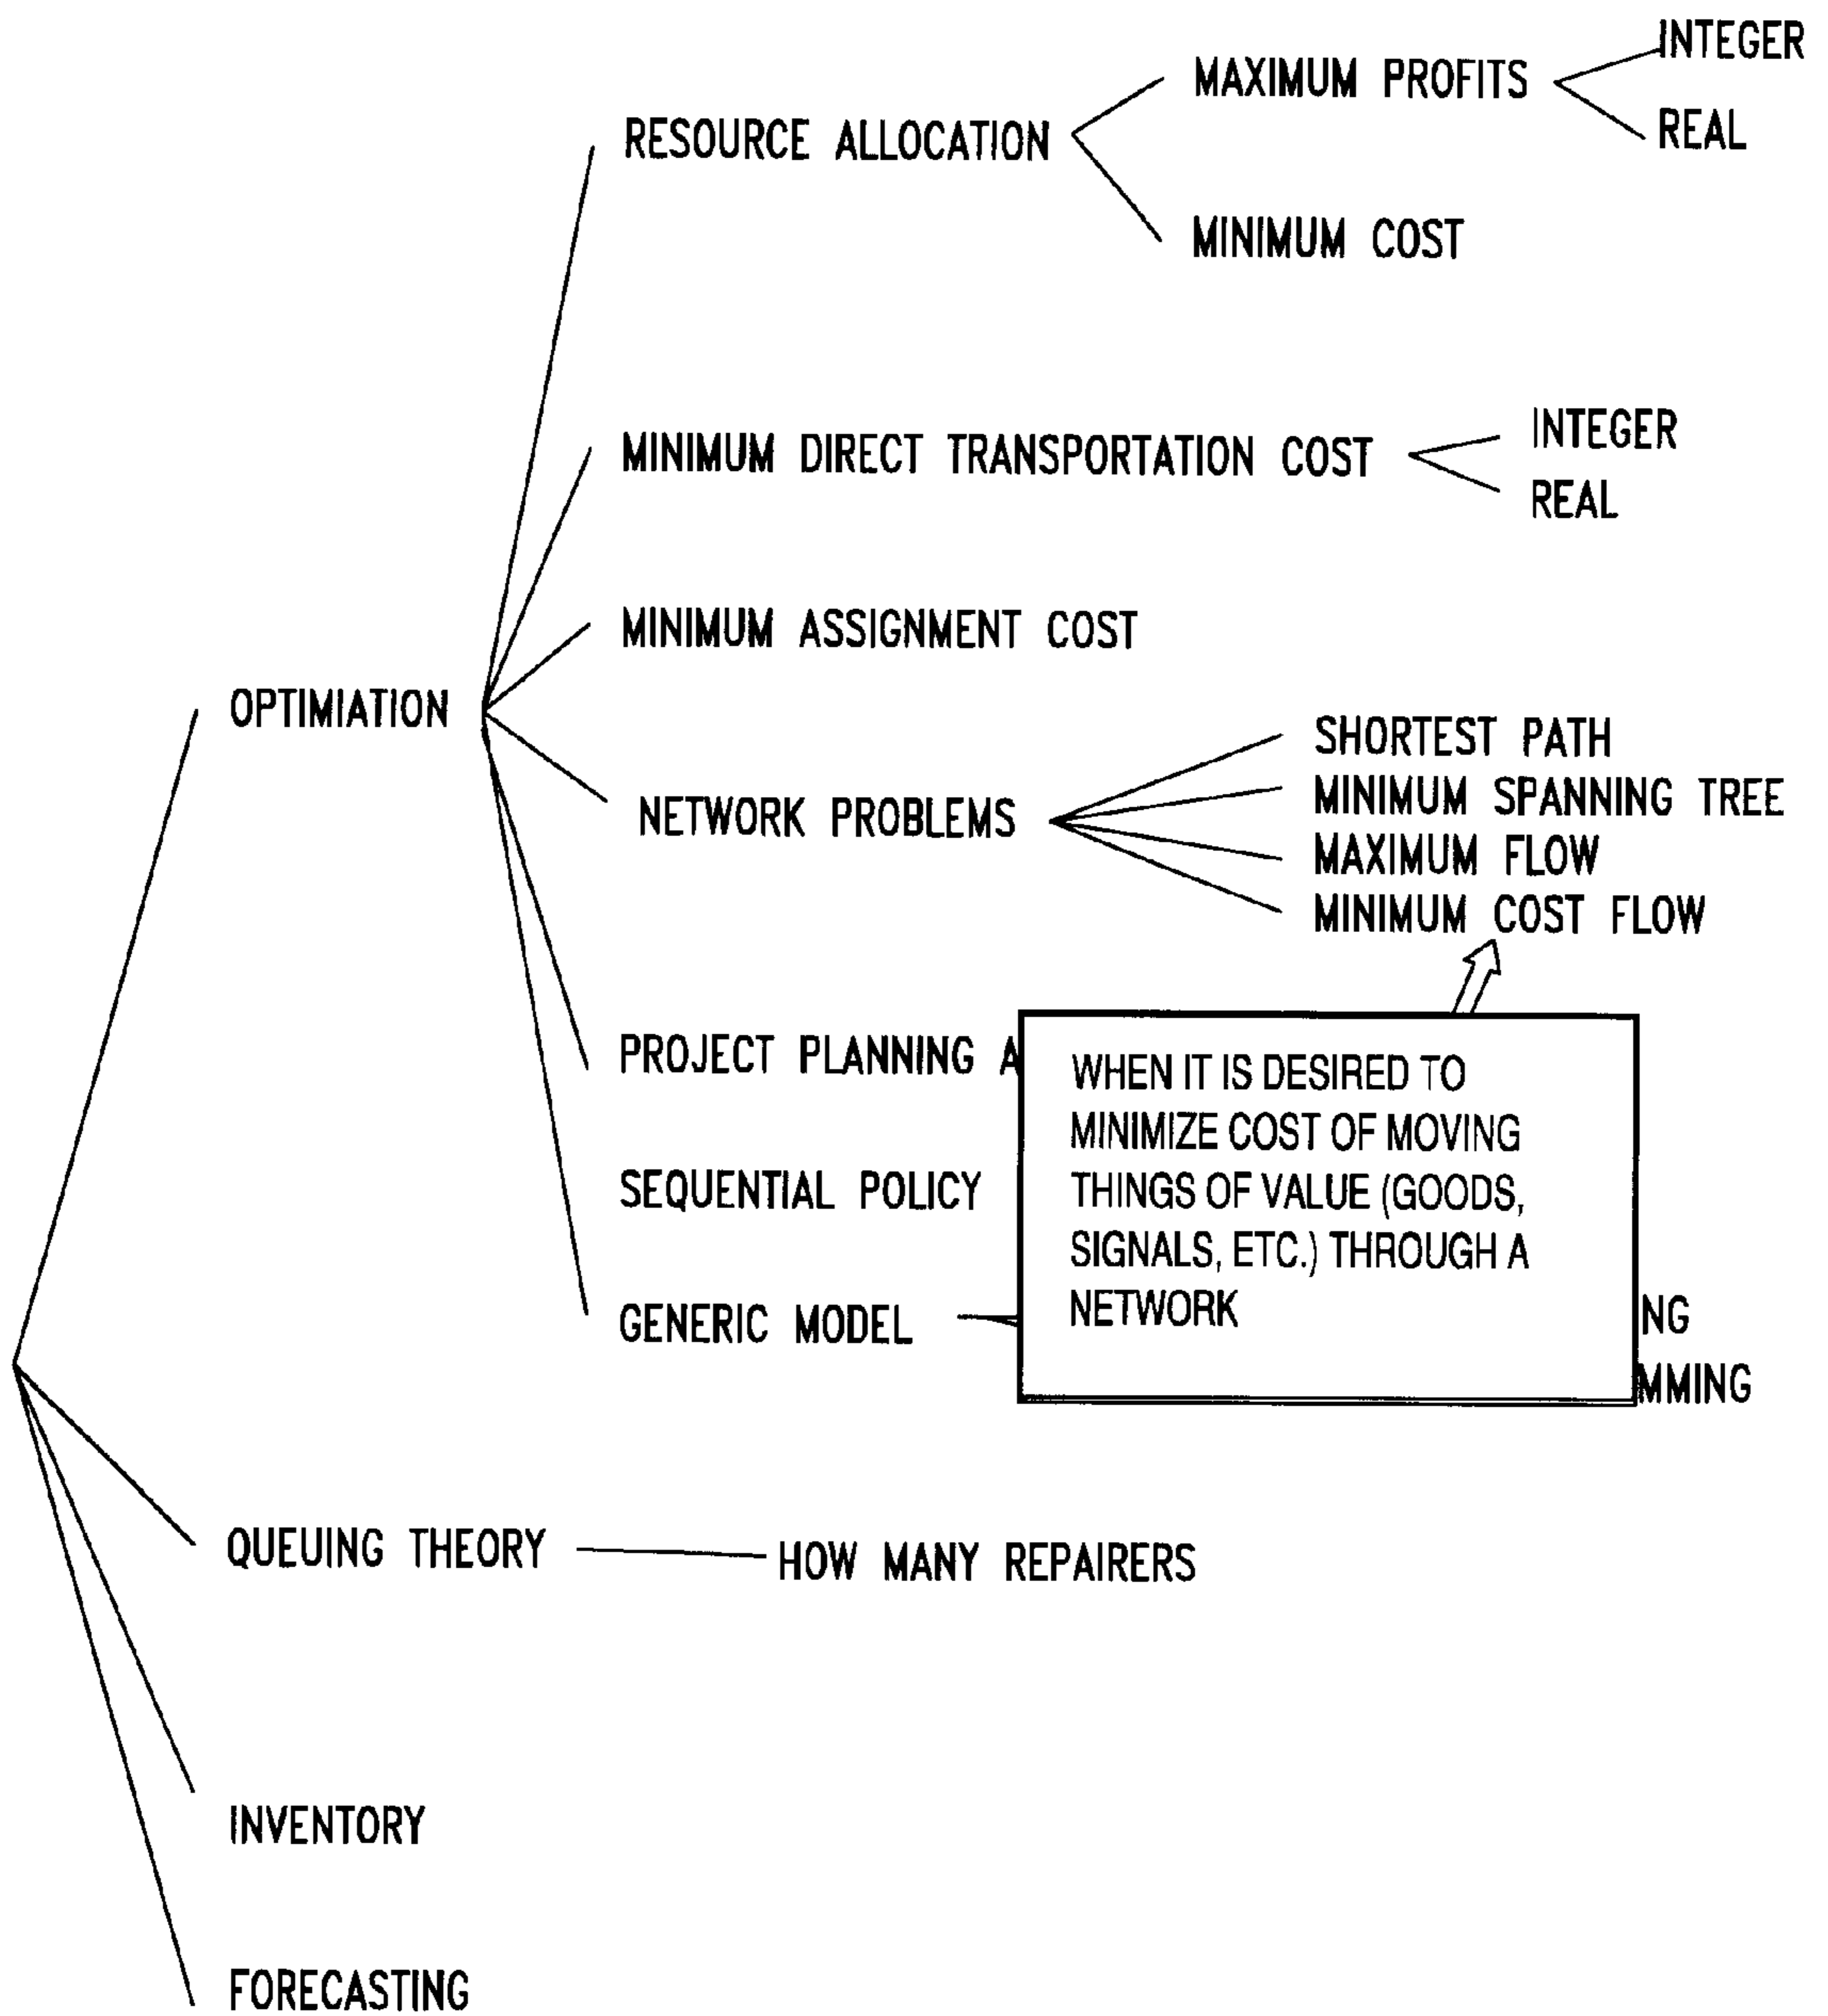 INTEGER
MAXIMUM PROFITS
REAL
RESOURCE ALLOCATION
MINIMUM COST
INTEGER
MINIMUM DIRECT TRANSPORTATION COST
REAL
MINIMUM ASSIGNMENT COST
OPTIMIATION
SHORTEST PATH
MINIMUM SPANNING TREE
NETWORK PROBLEMS
MAXIMUM FLOW
MINIMUM COST FLOW
PROJECT PLANNING A
WHEN IT IS DESIRED TO
MINIMIZE COST OF MOVING
THINGS OF VALUE (GOODS,
SIGNALS, ETC.) THROUGH A
NETWORK
SEQUENTIAL POLICY
GENERIC MODEL
NG
MMING
QUEUING THEORY
HOW MANY REPAIRERS
INVENTORY
FORECASTING